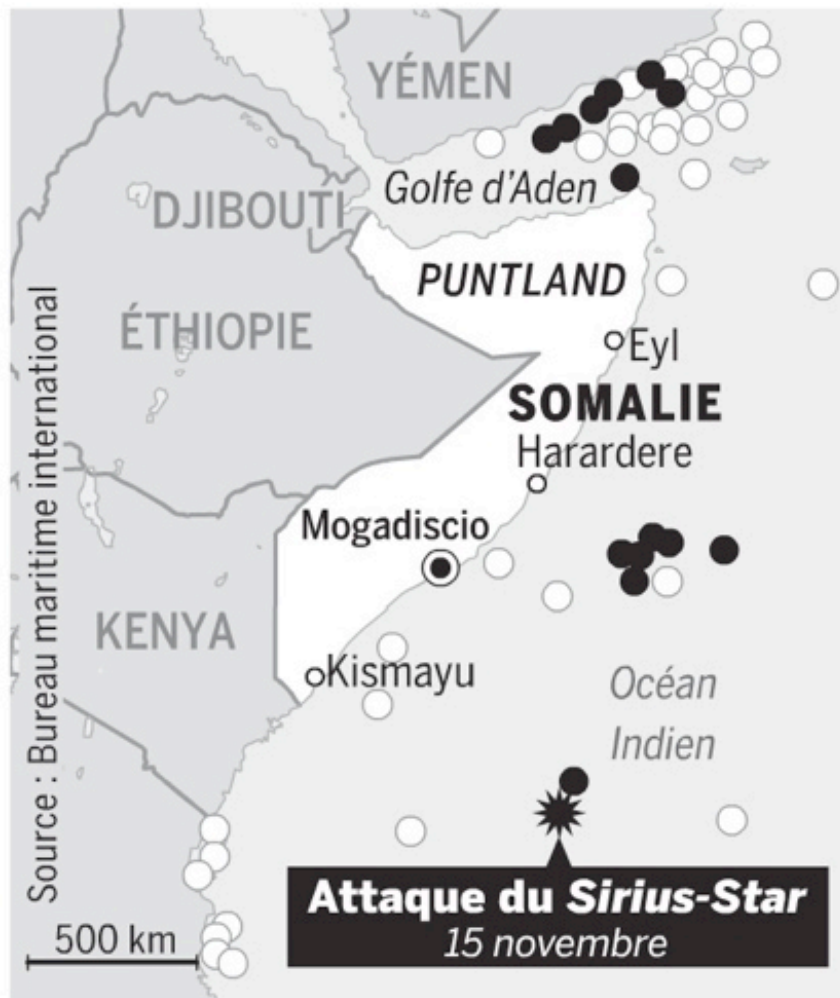 YÉMEN
Golfe d'Aden
DJIBOUTI
PUNTLAND
ÉTHIOPIE
Eyl
SOMALIE
Harardere
Mogadiscio
KENYA
Kismayu
Océan
Indien
Attaque du Sirius-Star
15 novembre
500 km
Source : Bureau maritime international